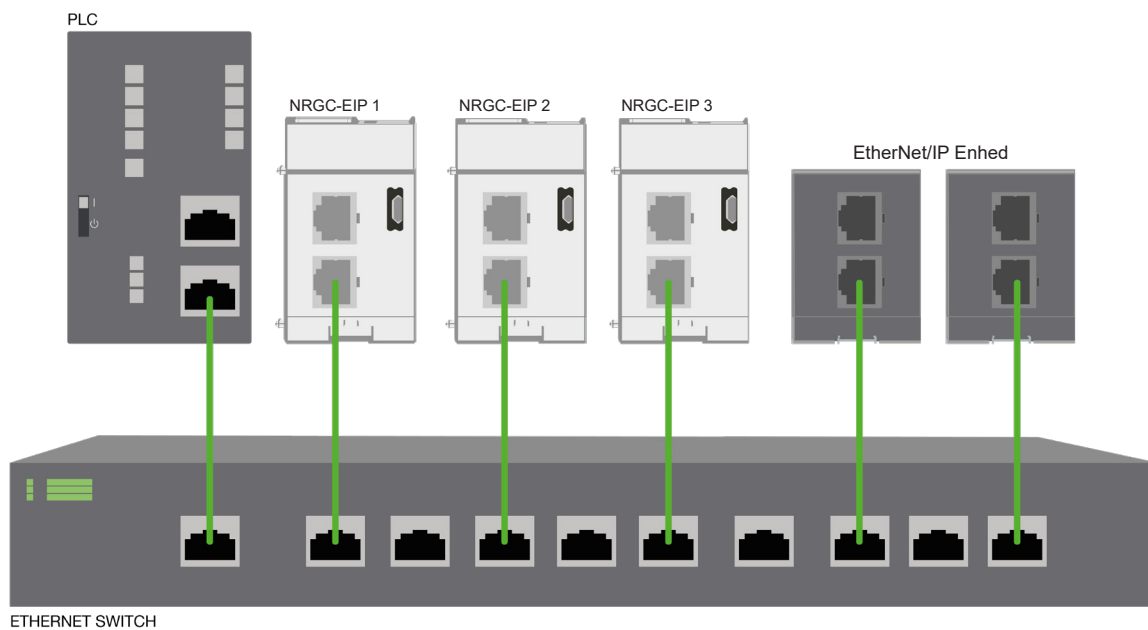 PLC
NRGC-EIP 1
NRGC-EIP 2
NRGC-EIP 3
EtherNet/IP Enhed
ETHERNET SWITCH